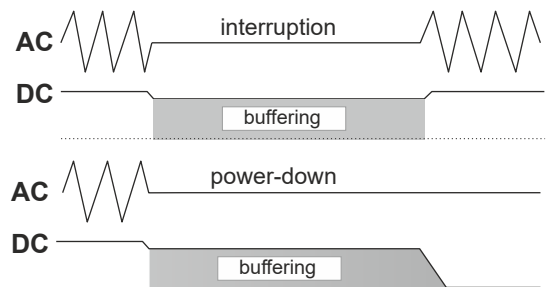 AC
interruption
DC
buffering
AC
power-down
DC
buffering